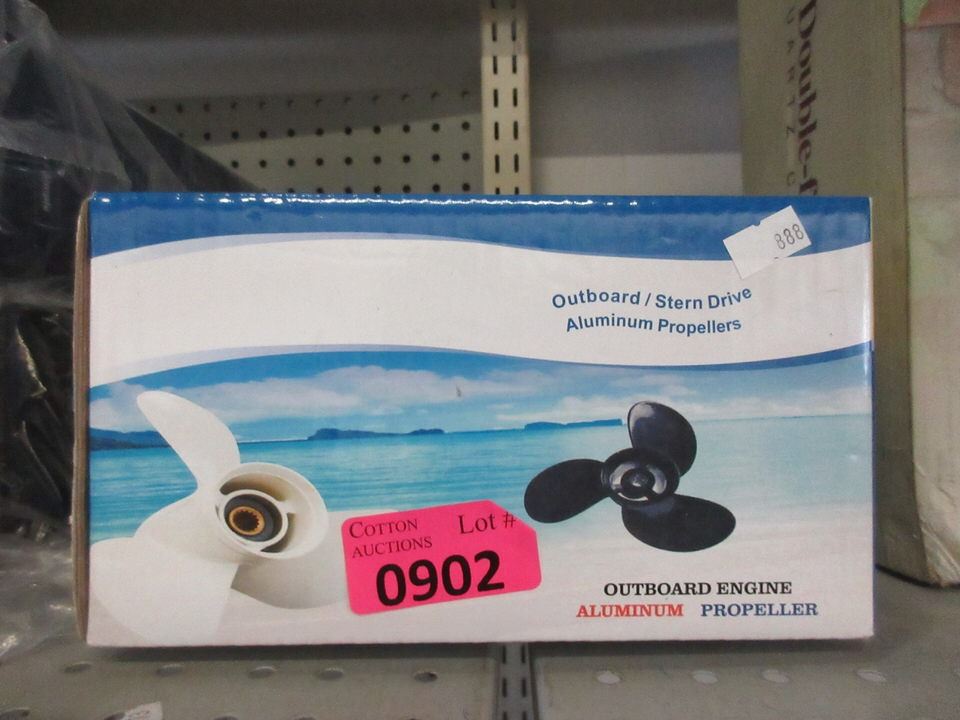 888
Outboard / Stern Drive
Aluminum Propellers
COTTON
AUCTIONS
Lot #
0902
OUTBOARD ENGINE
ALUMINUM PROPELLER